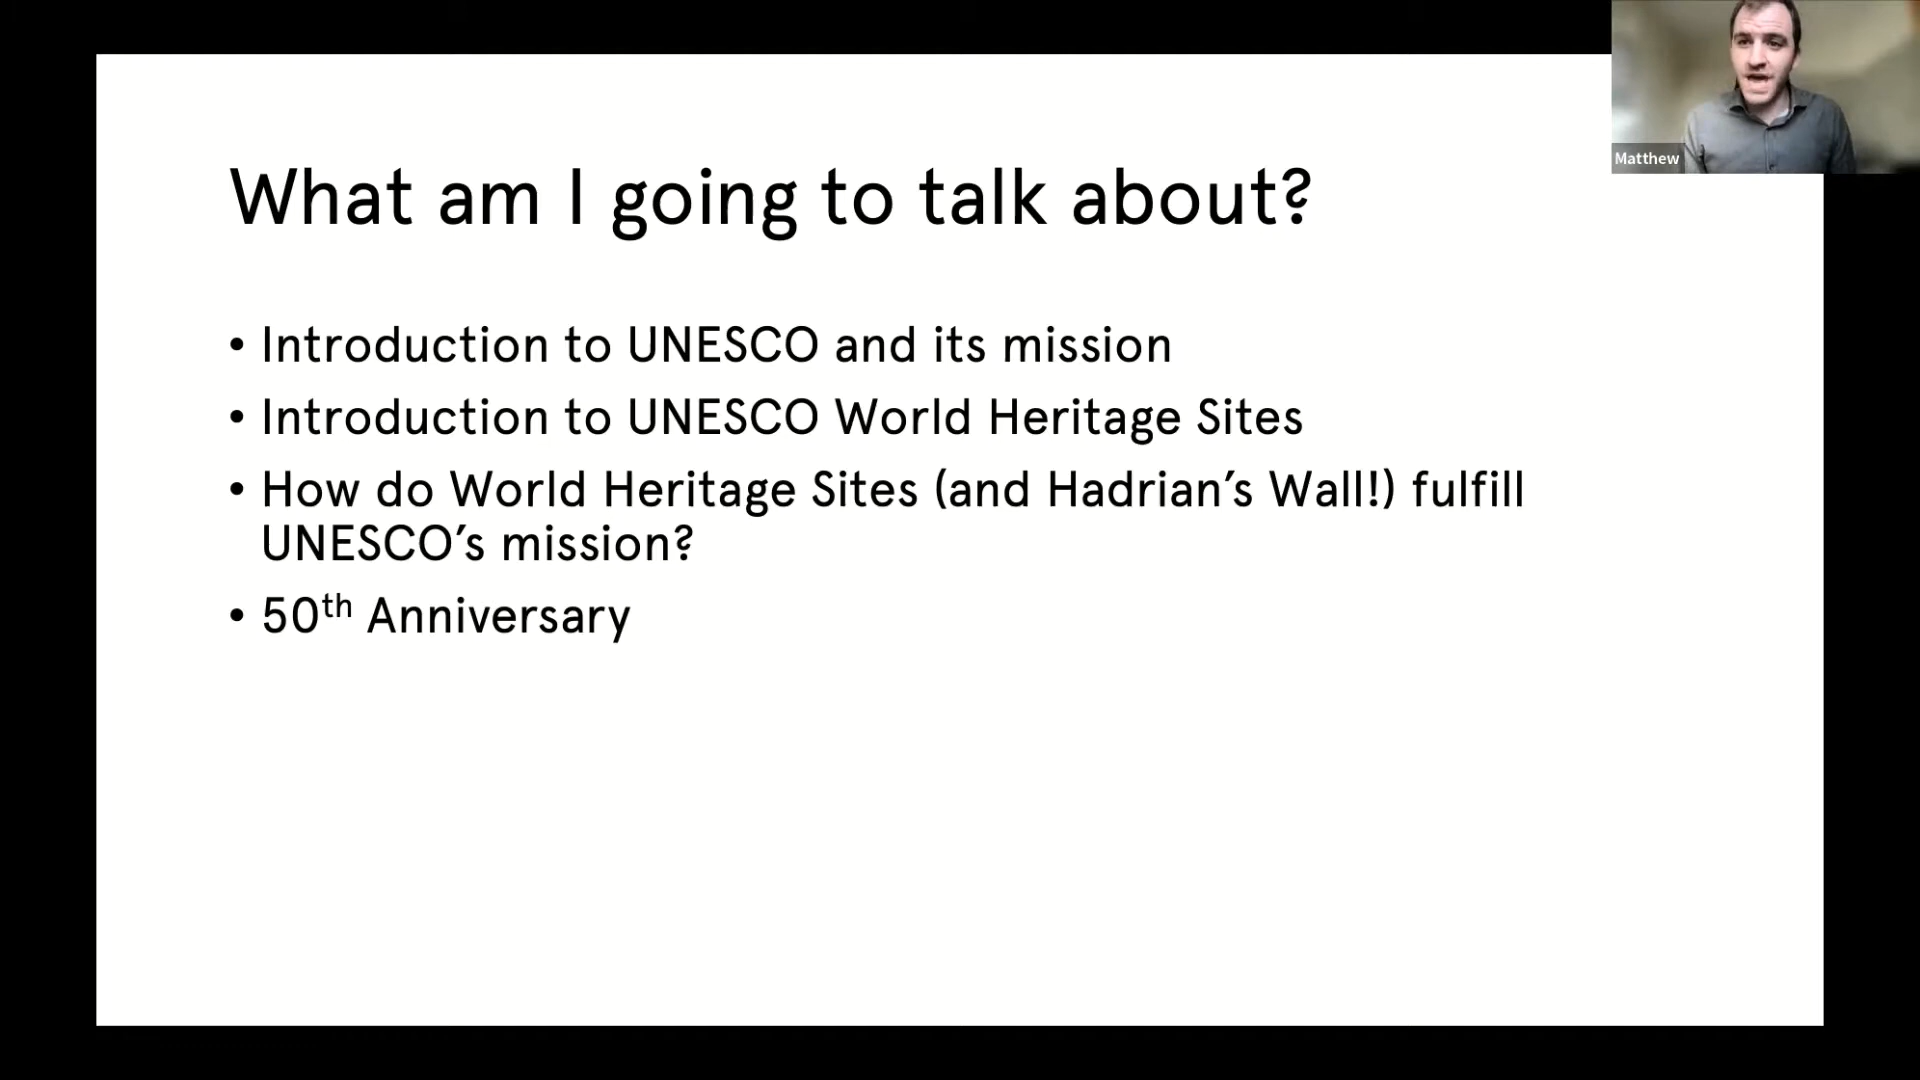 Matthew
What am I going to talk about?
• Introduction to UNESCO and its mission
• Introduction to UNESCO World Heritage Sites
• How do World Heritage Sites (and Hadrian’s Wall!) fulfill
UNESCO’s mission?
• 50th Anniversary